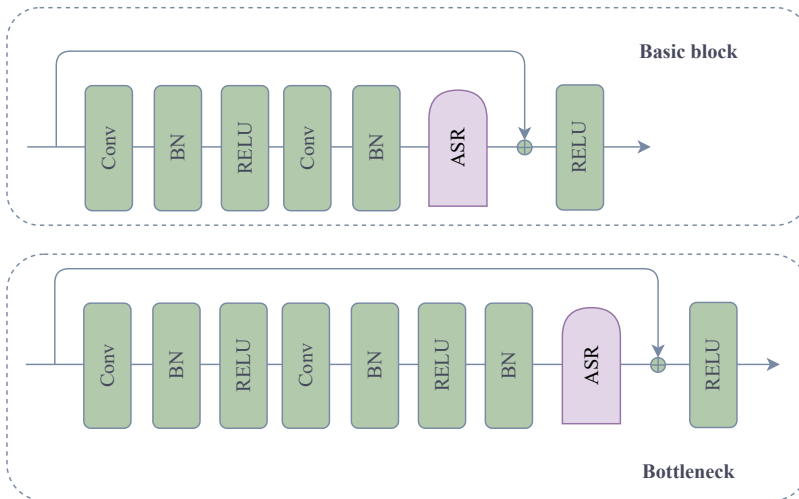 Basic block
Conv
BN
RELU
Conv
BN
ASR
RELU
Conv
BN
RELU
Conv
BN
RELU
BN
ASR
RELU
Bottleneck